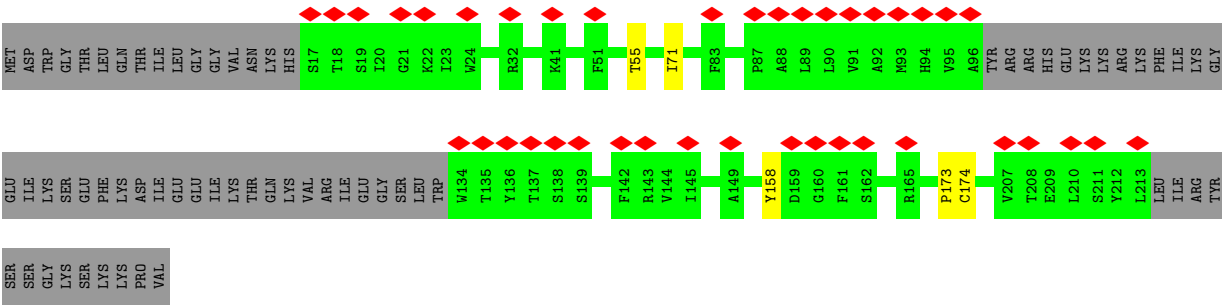 MET ASP TRP GLY THR LEU GLN THR ILE LEU GLY GLY VAL ASN LYS HIS S17 T18 S19 I20 G21 K22 I23 W24 R32 K41 F51 T55 I71 F83 P87 A88 L89 L90 V91 A92 M93 H94 V95 A96 TYR ARG ARG HIS GLU LYS LYS ARG LYS PHE ILE LYS GLY
GLU ILE LYS SER GLU PHE LYS ASP ILE GLU GLU ILE LYS THR GLN LYS VAL ARG ILE GLU GLY SER LEU TRP W134 T135 Y136 T137 S138 S139 F142 R143 V144 I145 A149 Y158 D159 G160 F161 S162 R165 P173 C174 V207 T208 E209 L210 S211 Y212 L213 LEU ILE ARG TYR
SER SER GLY LYS SER LYS LYS PRO VAL